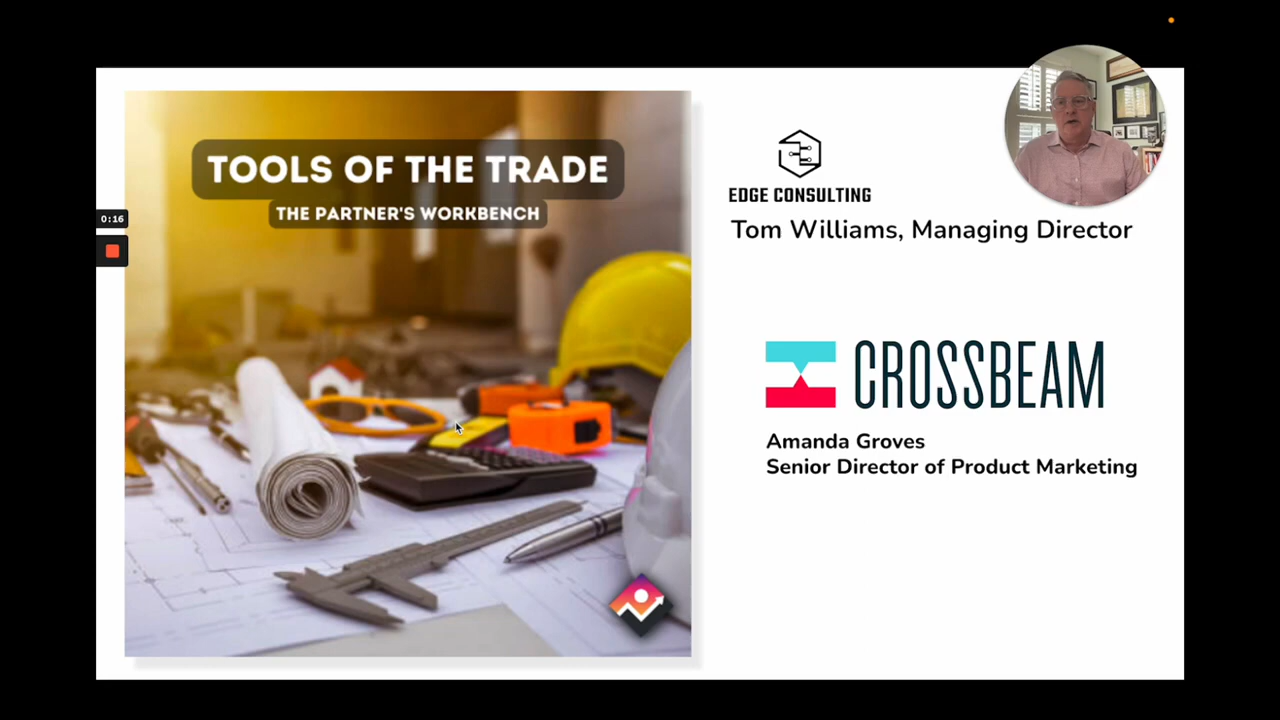 TOOLS OF THE TRADE
THE PARTNER'S WORKBENCH
0:16
EDGE CONSULTING
Tom Williams, Managing Director
CROSSBEAM
Amanda Groves
Senior Director of Product Marketing